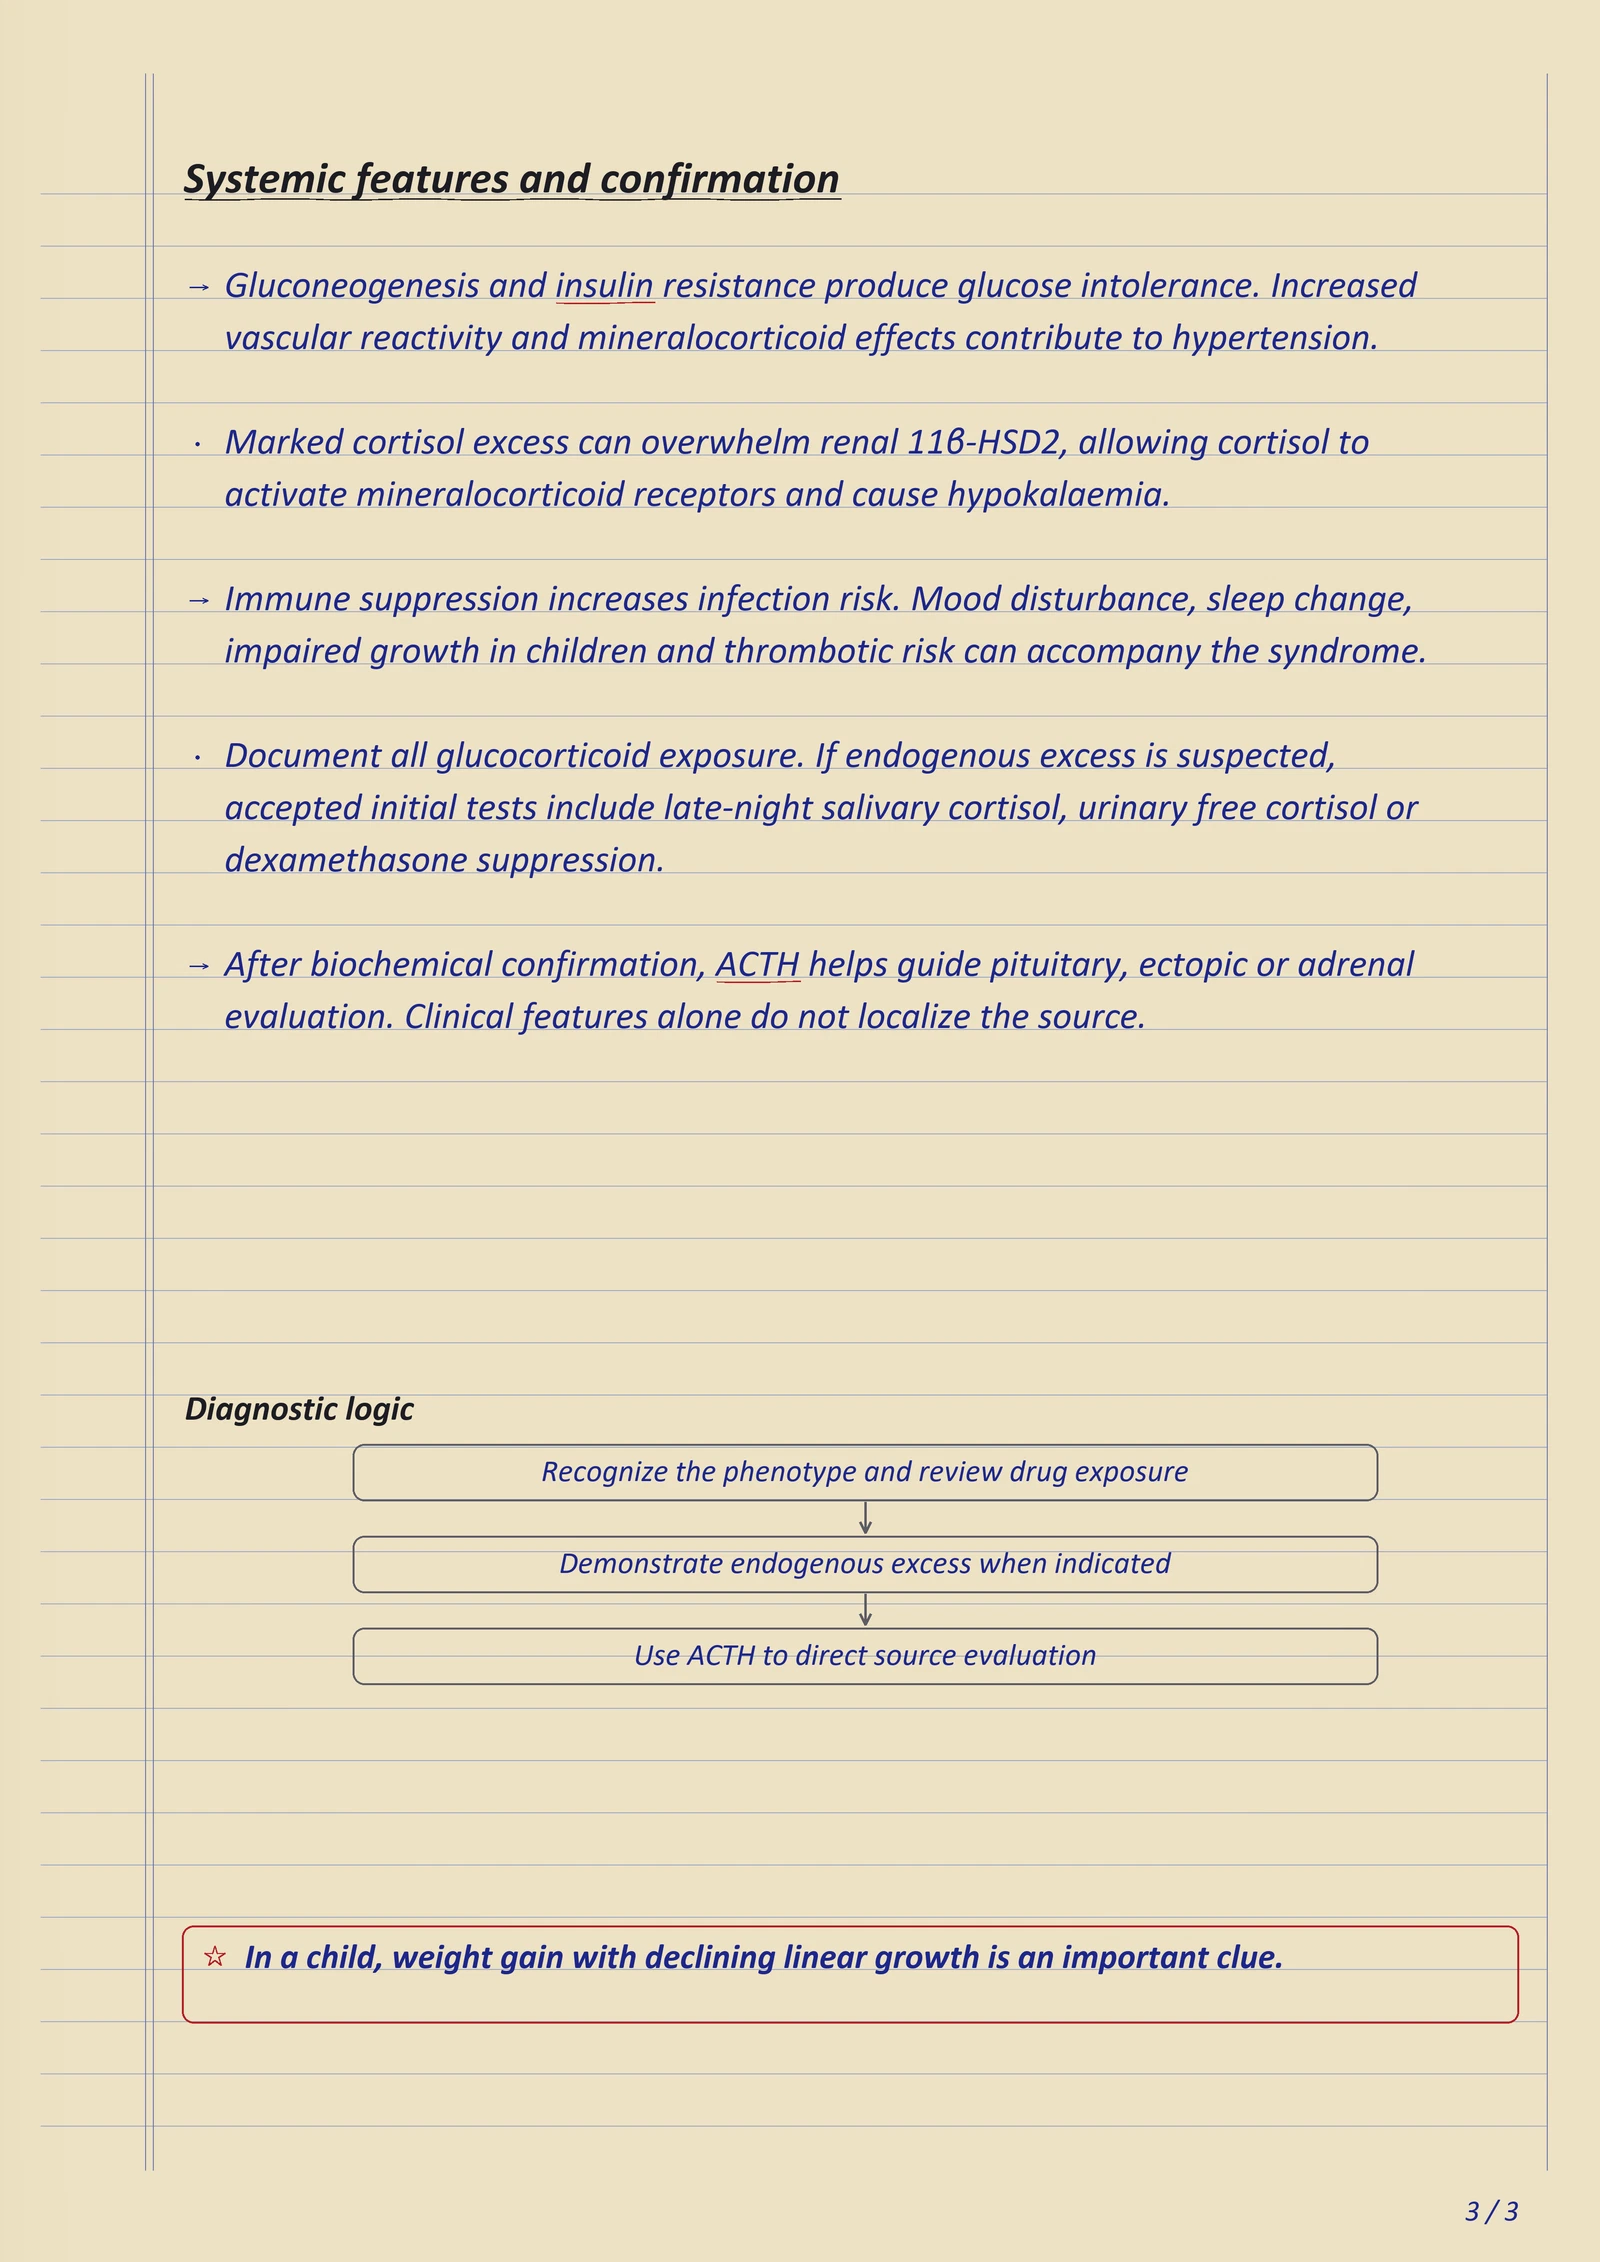 Systemic features and confirmation
→ Gluconeogenesis and insulin resistance produce glucose intolerance. Increased
vascular reactivity and mineralocorticoid effects contribute to hypertension.
· Marked cortisol excess can overwhelm renal 11β-HSD2, allowing cortisol to
activate mineralocorticoid receptors and cause hypokalaemia.
→ Immune suppression increases infection risk. Mood disturbance, sleep change,
impaired growth in children and thrombotic risk can accompany the syndrome.
· Document all glucocorticoid exposure. If endogenous excess is suspected,
accepted initial tests include late-night salivary cortisol, urinary free cortisol or
dexamethasone suppression.
→ After biochemical confirmation, ACTH helps guide pituitary, ectopic or adrenal
evaluation. Clinical features alone do not localize the source.
Diagnostic logic
Recognize the phenotype and review drug exposure
Demonstrate endogenous excess when indicated
Use ACTH to direct source evaluation
☆ In a child, weight gain with declining linear growth is an important clue.
3 / 3